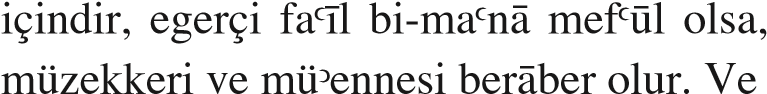 içindir, egerçi faʿīl bi-maʿnā mefʿūl olsa,
müzekkeri ve müʾennesi berāber olur. Ve